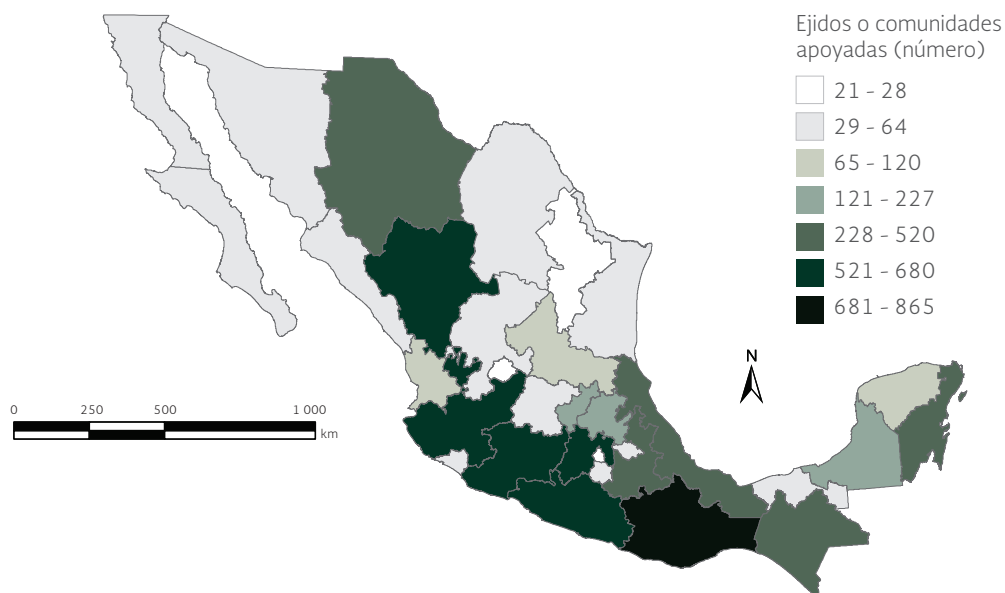 Ejidos o comunidades
apoyadas (número)
21 - 28
29 - 64
65 - 120
121 - 227
228 - 520
521 - 680
681 - 865
N
0 250 500 1 000
km